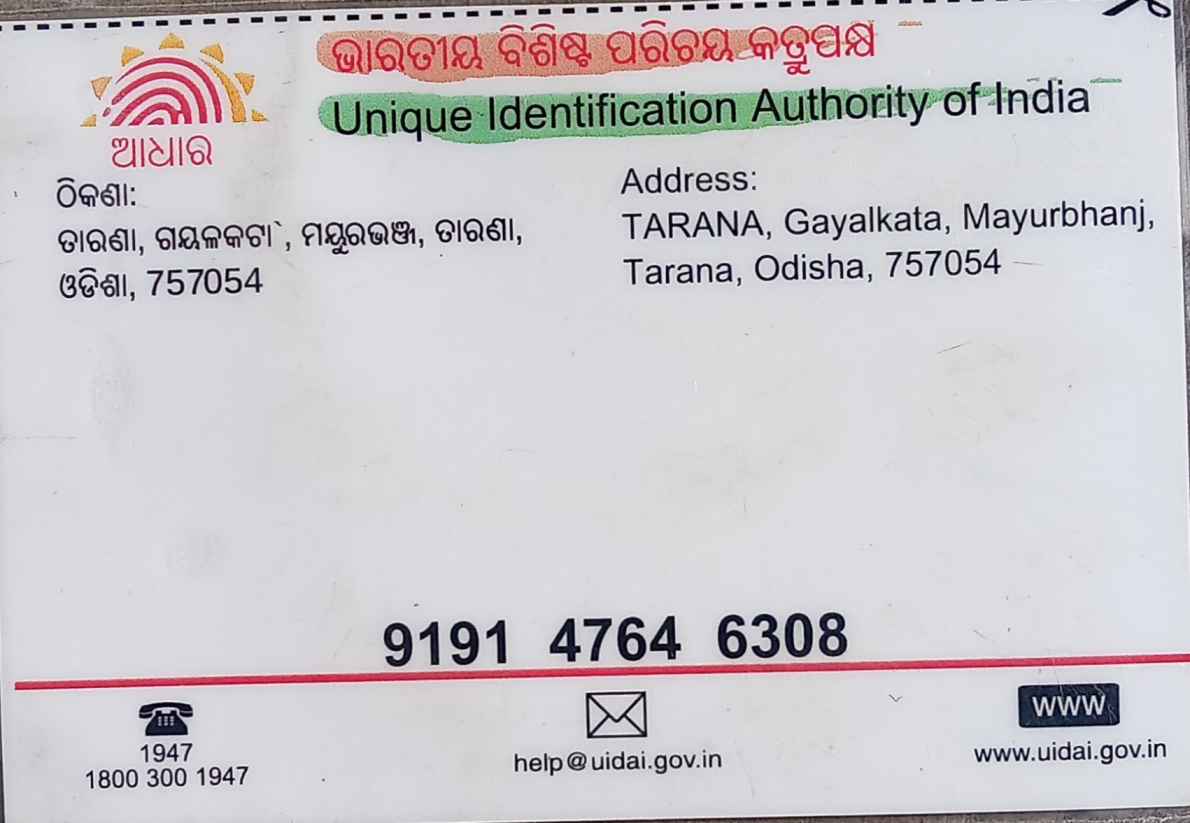 ଭାରତୀୟ ବିଶିଷ୍ଟ ପରିଚୟ କତୃପକ୍ଷ
Unique Identification Authority of India
ଆଧାର
ଠିକଣା:
ତାରଣା, ଗୟଳକଟା`, ମୟୁରଭଞ୍ଜ, ତାରଣା,
ଓଡିଶା, 757054
Address:
TARANA, Gayalkata, Mayurbhanj,
Tarana, Odisha, 757054
9191 4764 6308
1947
1800 300 1947
help@uidai.gov.in
WWW
www.uidai.gov.in